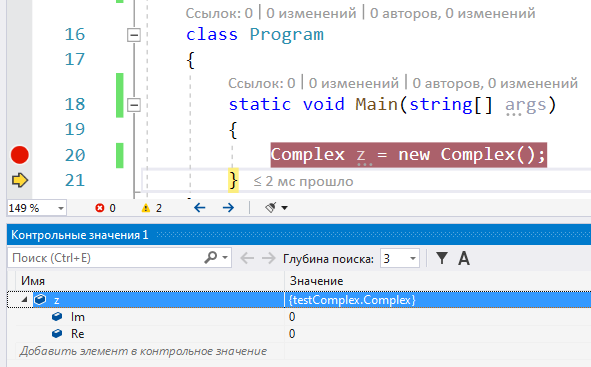 Ссылок: 0 | 0 изменений | 0 авторов, 0 изменений
16 class Program
17 {
Ссылок: 0 | 0 изменений | 0 авторов, 0 изменений
18 static void Main(string[] args)
19 {
20 Complex z = new Complex();
21 } ≤ 2 мс прошло
149 % 0 2
Контрольные значения 1
Поиск (Ctrl+E) Глубина поиска: 3 A
Имя Значение
z {testComplex.Complex}
Im 0
Re 0
Добавить элемент в контрольное значение